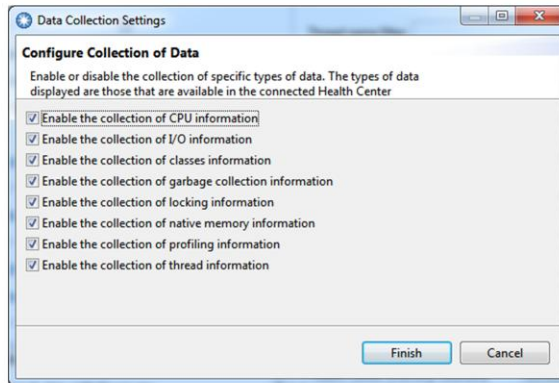 Data Collection Settings
Configure Collection of Data
Enable or disable the collection of specific types of data. The types of data
displayed are those that are available in the connected Health Center
Enable the collection of CPU information
Enable the collection of I/O information
Enable the collection of classes information
Enable the collection of garbage collection information
Enable the collection of locking information
Enable the collection of native memory information
Enable the collection of profiling information
Enable the collection of thread information
Finish Cancel